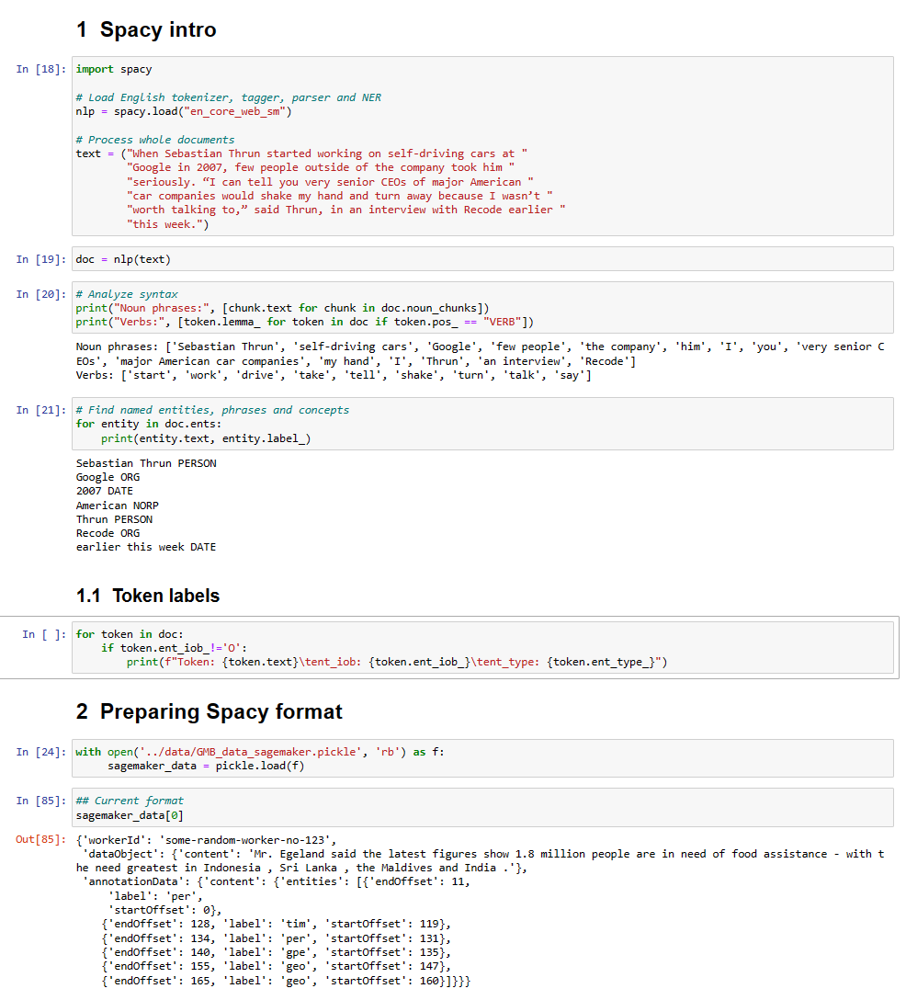 1 Spacy intro
In [18]: import spacy
# Load English tokenizer, tagger, parser and NER
nlp = spacy.load("en_core_web_sm")
# Process whole documents
text = ("When Sebastian Thrun started working on self-driving cars at "
"Google in 2007, few people outside of the company took him "
"seriously. “I can tell you very senior CEOs of major American "
"car companies would shake my hand and turn away because I wasn’t "
"worth talking to,” said Thrun, in an interview with Recode earlier "
"this week.")
In [19]: doc = nlp(text)
In [20]: # Analyze syntax
print("Noun phrases:", [chunk.text for chunk in doc.noun_chunks])
print("Verbs:", [token.lemma_ for token in doc if token.pos_ == "VERB"])
Noun phrases: ['Sebastian Thrun', 'self-driving cars', 'Google', 'few people', 'the company', 'him', 'I', 'you', 'very senior C
EOs', 'major American car companies', 'my hand', 'I', 'Thrun', 'an interview', 'Recode']
Verbs: ['start', 'work', 'drive', 'take', 'tell', 'shake', 'turn', 'talk', 'say']
In [21]: # Find named entities, phrases and concepts
for entity in doc.ents:
    print(entity.text, entity.label_)
Sebastian Thrun PERSON
Google ORG
2007 DATE
American NORP
Thrun PERSON
Recode ORG
earlier this week DATE
1.1 Token labels
In [ ]: for token in doc:
    if token.ent_iob_!='O':
        print(f"Token: {token.text}\tent_iob: {token.ent_iob_}\tent_type: {token.ent_type_}")
2 Preparing Spacy format
In [24]: with open('../data/GMB_data_sagemaker.pickle', 'rb') as f:
     sagemaker_data = pickle.load(f)
In [85]: ## Current format
sagemaker_data[0]
Out[85]: {'workerId': 'some-random-worker-no-123',
 'dataObject': {'content': 'Mr. Egeland said the latest figures show 1.8 million people are in need of food assistance - with t
he need greatest in Indonesia , Sri Lanka , the Maldives and India .'},
 'annotationData': {'content': {'entities': [{'endOffset': 11,
     'label': 'per',
     'startOffset': 0},
    {'endOffset': 128, 'label': 'tim', 'startOffset': 119},
    {'endOffset': 134, 'label': 'per', 'startOffset': 131},
    {'endOffset': 140, 'label': 'gpe', 'startOffset': 135},
    {'endOffset': 155, 'label': 'geo', 'startOffset': 147},
    {'endOffset': 165, 'label': 'geo', 'startOffset': 160}]}}}